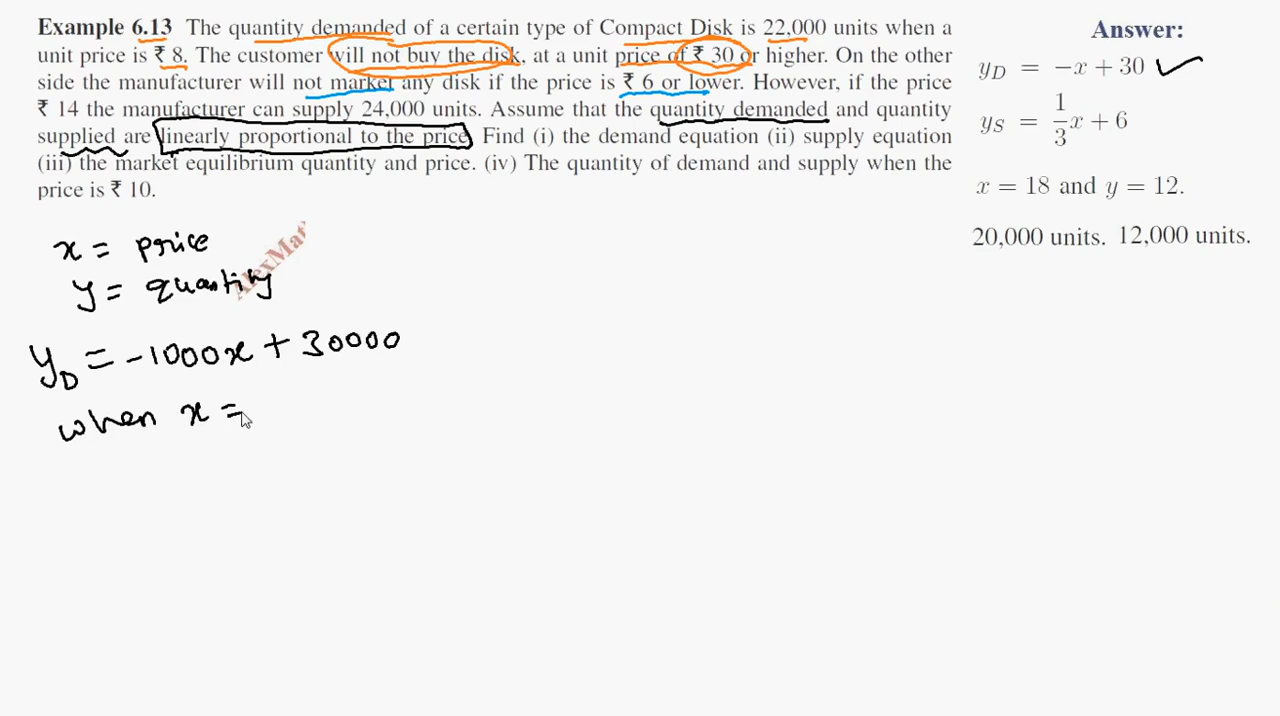 Example 6.13 The quantity demanded of a certain type of Compact Disk is 22,000 units when a
unit price is ₹ 8. The customer will not buy the disk, at a unit price of ₹ 30 or higher. On the other
side the manufacturer will not market any disk if the price is ₹ 6 or lower. However, if the price
₹ 14 the manufacturer can supply 24,000 units. Assume that the quantity demanded and quantity
supplied are linearly proportional to the price. Find (i) the demand equation (ii) supply equation
(iii) the market equilibrium quantity and price. (iv) The quantity of demand and supply when the
price is ₹ 10.
Answer:
y_D = −x + 30
y_S = 1/3 x + 6
x = 18 and y = 12.
20,000 units. 12,000 units.
x = price
y = quantity
y_D = -1000x + 30000
when x =